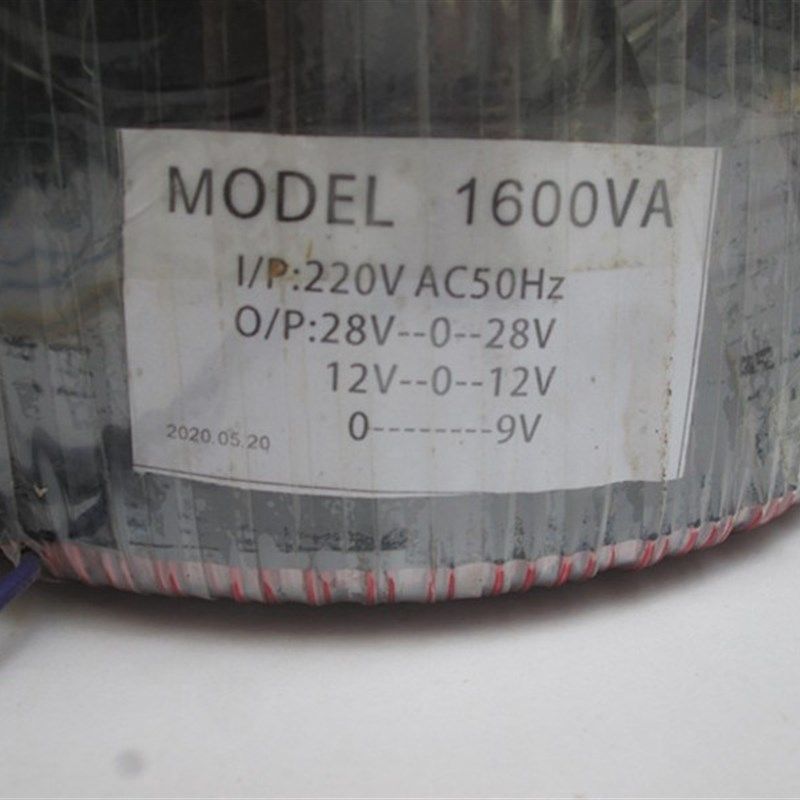 MODEL 1600VA
I/P:220V AC50Hz
O/P:28V--0--28V
12V--0--12V
0--------9V
2020.05.20